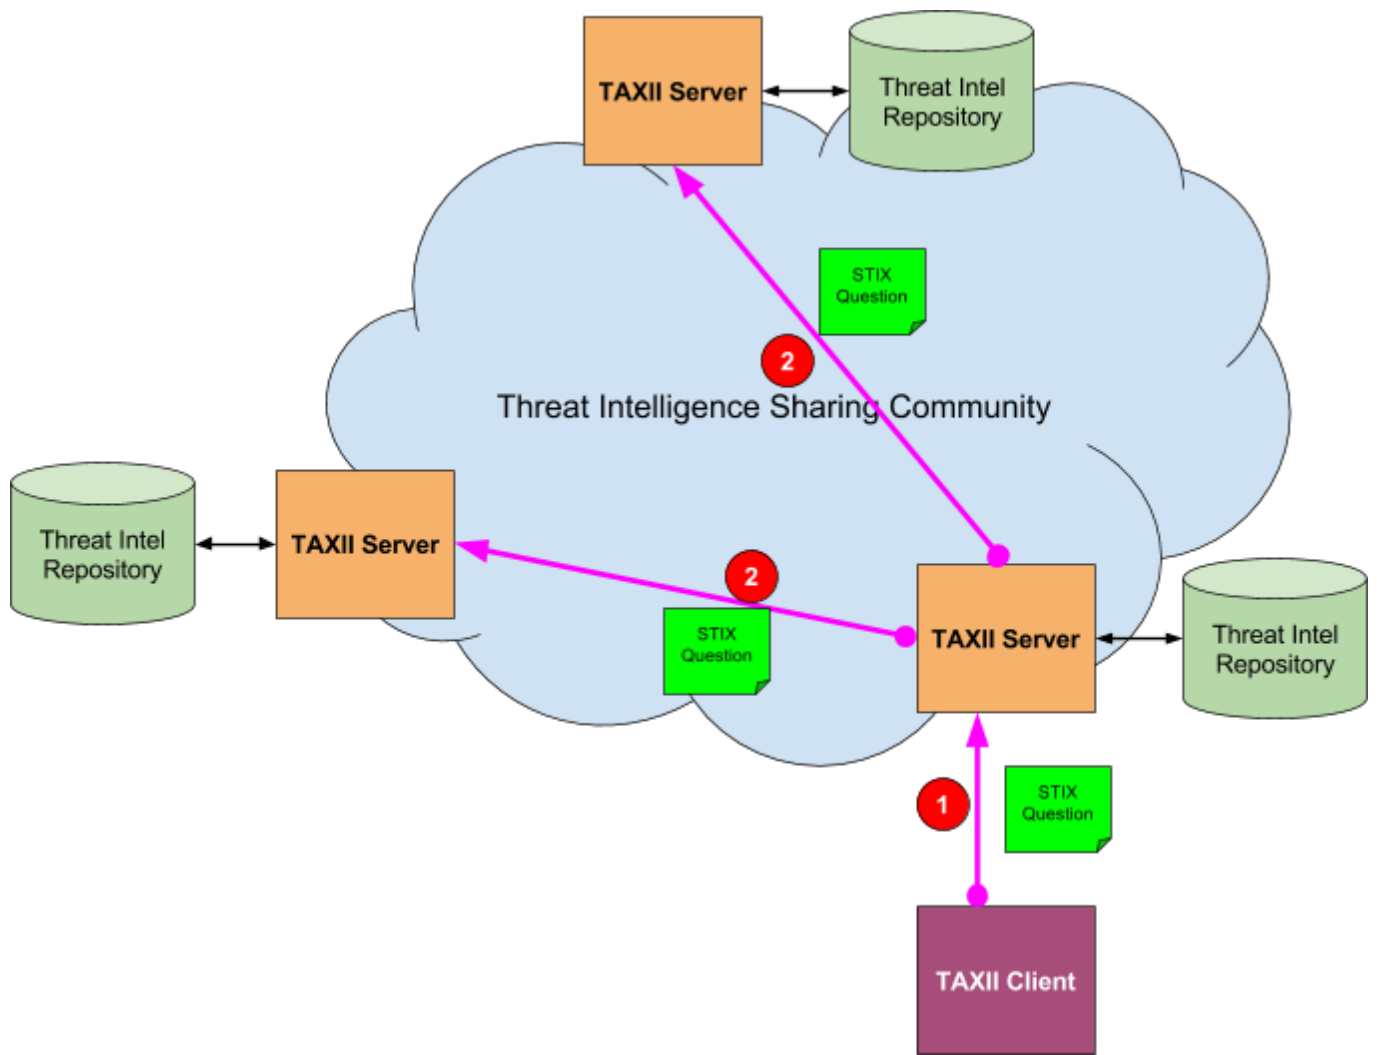 TAXII Server
Threat Intel
Repository
STIX
Question
2
Threat Intelligence Sharing Community
Threat Intel
Repository
TAXII Server
2
STIX
Question
TAXII Server
Threat Intel
Repository
1
STIX
Question
TAXII Client